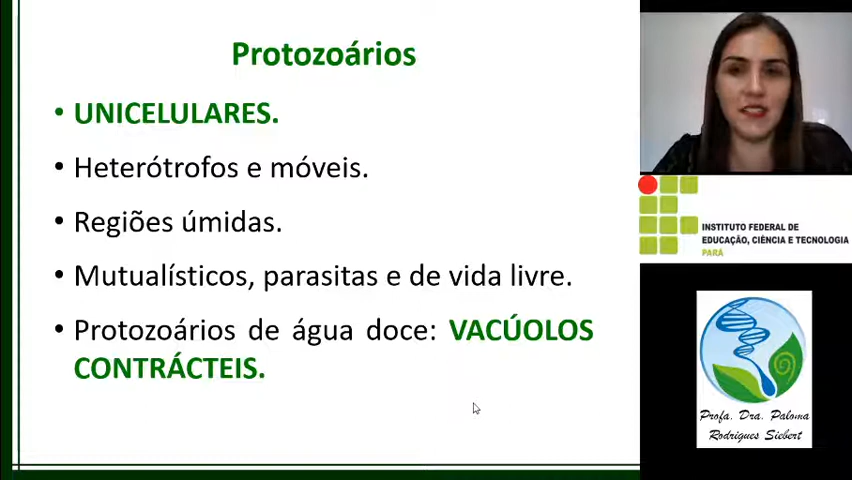 Protozoários
• UNICELULARES.
• Heterótrofos e móveis.
• Regiões úmidas.
• Mutualísticos, parasitas e de vida livre.
• Protozoários de água doce: VACÚOLOS
CONTRÁCTEIS.
INSTITUTO FEDERAL DE
EDUCAÇÃO, CIÊNCIA E TECNOLOGIA
PARÁ
Profa. Dra. Paloma
Rodrigues Siebert